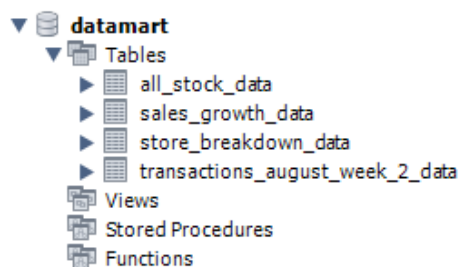 datamart
Tables
all_stock_data
sales_growth_data
store_breakdown_data
transactions_august_week_2_data
Views
Stored Procedures
Functions